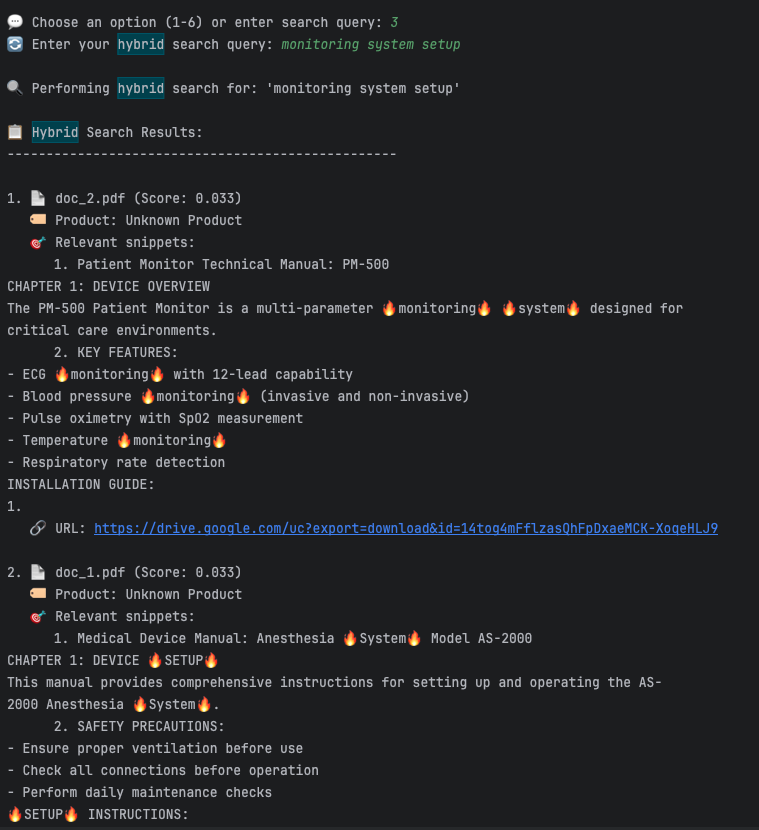 💬 Choose an option (1-6) or enter search query: 3
🔄 Enter your hybrid search query: monitoring system setup
🔍 Performing hybrid search for: 'monitoring system setup'
📋 Hybrid Search Results:
--------------------------------------------------
1. 📄 doc_2.pdf (Score: 0.033)
🏷️ Product: Unknown Product
🎯 Relevant snippets:
1. Patient Monitor Technical Manual: PM-500
CHAPTER 1: DEVICE OVERVIEW
The PM-500 Patient Monitor is a multi-parameter 🔥monitoring🔥 🔥system🔥 designed for
critical care environments.
2. KEY FEATURES:
- ECG 🔥monitoring🔥 with 12-lead capability
- Blood pressure 🔥monitoring🔥 (invasive and non-invasive)
- Pulse oximetry with SpO2 measurement
- Temperature 🔥monitoring🔥
- Respiratory rate detection
INSTALLATION GUIDE:
1.
🔗 URL: https://drive.google.com/uc?export=download&id=14tog4mFflzasQhFpDxaeMCK-XoqeHLJ9
2. 📄 doc_1.pdf (Score: 0.033)
🏷️ Product: Unknown Product
🎯 Relevant snippets:
1. Medical Device Manual: Anesthesia 🔥System🔥 Model AS-2000
CHAPTER 1: DEVICE 🔥SETUP🔥
This manual provides comprehensive instructions for setting up and operating the AS-
2000 Anesthesia 🔥System🔥.
2. SAFETY PRECAUTIONS:
- Ensure proper ventilation before use
- Check all connections before operation
- Perform daily maintenance checks
🔥SETUP🔥 INSTRUCTIONS: